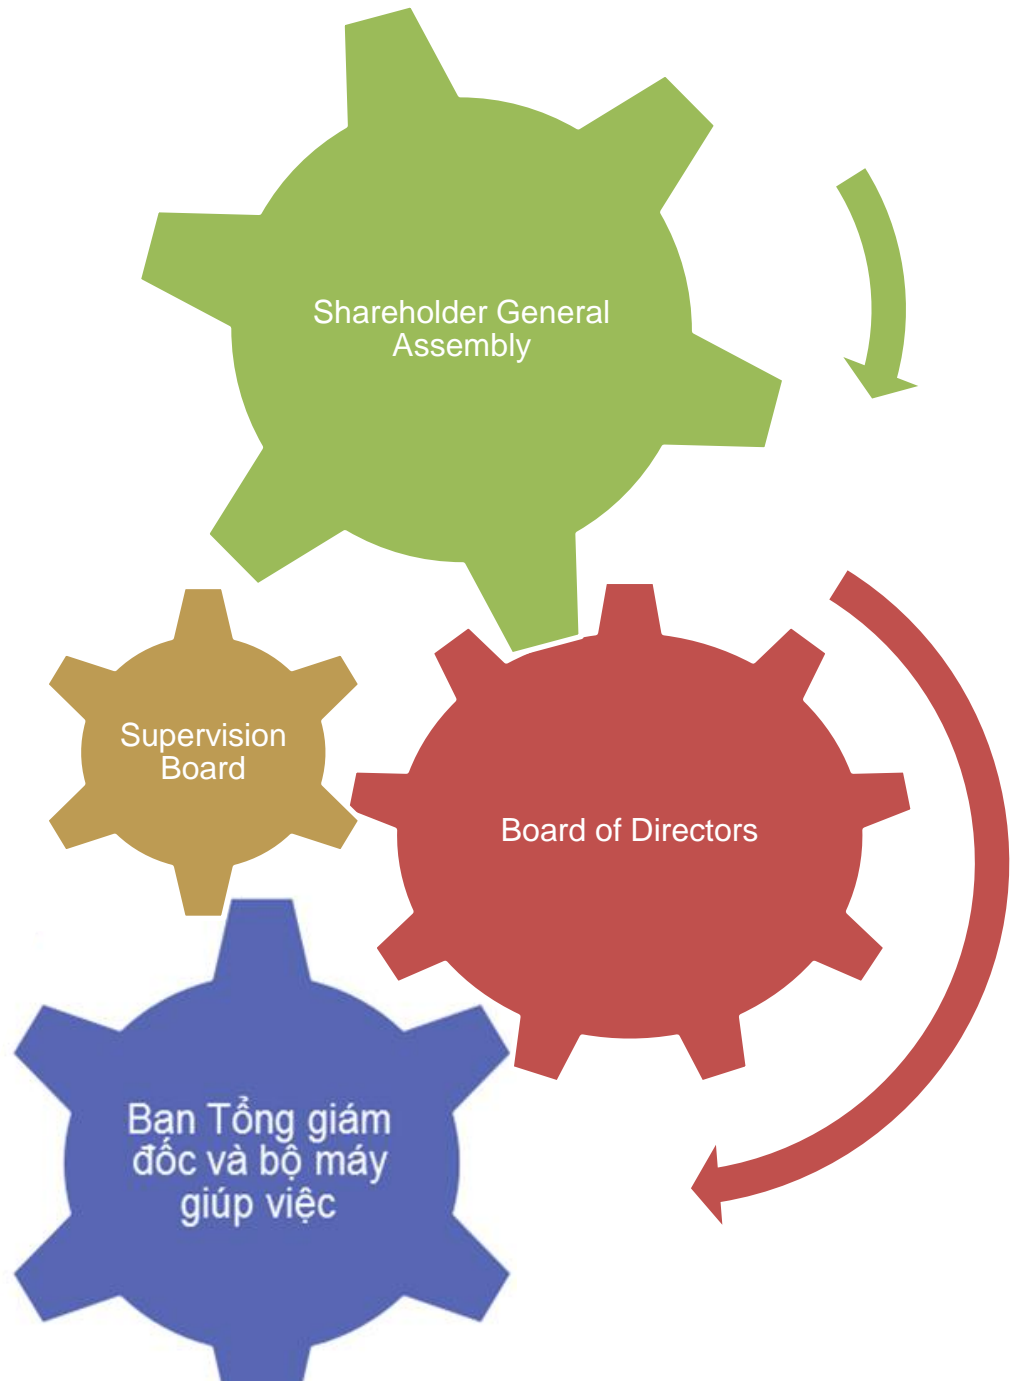 Shareholder General
Assembly
Supervision
Board
Board of Directors
Ban Tổng giám
đốc và bộ máy
giúp việc